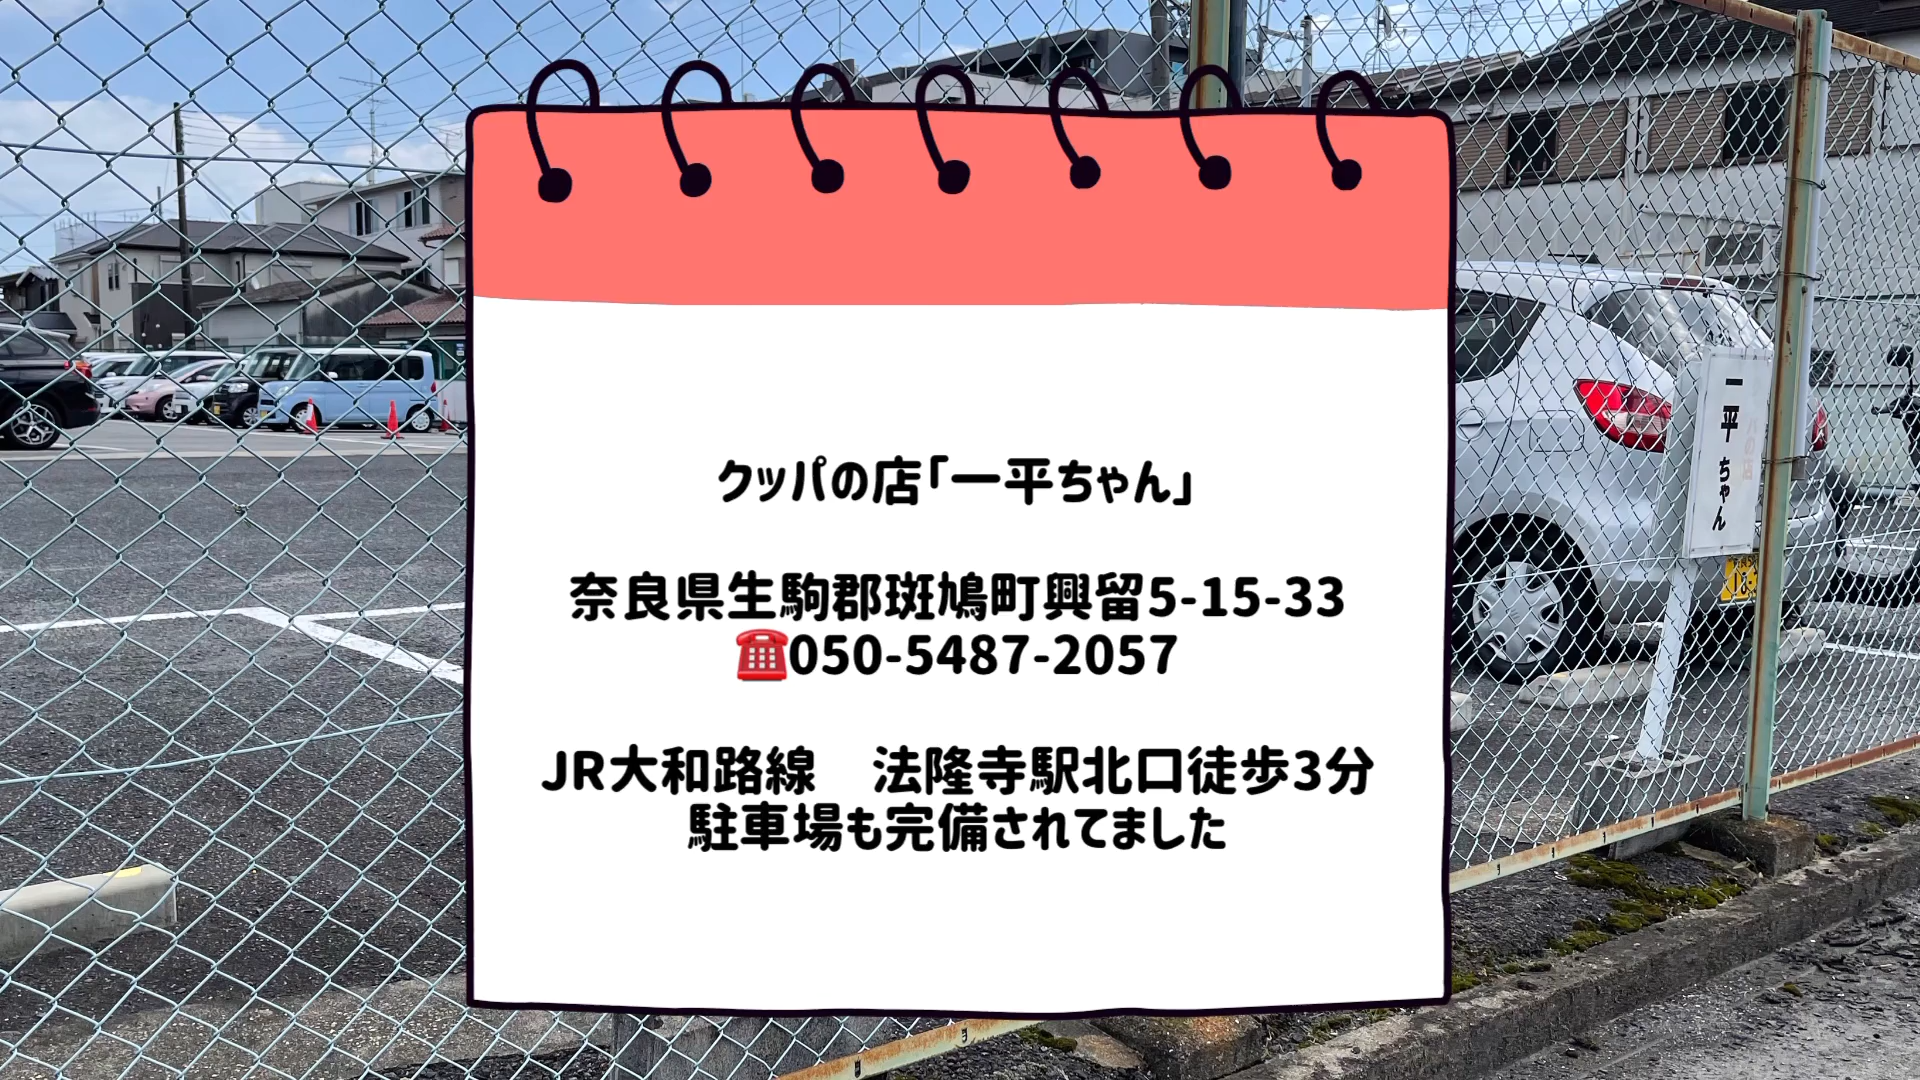 クッパの店「一平ちゃん」
奈良県生駒郡斑鳩町興留5-15-33
☎050-5487-2057
JR大和路線　法隆寺駅北口徒歩3分
駐車場も完備されてました
一平ちゃん